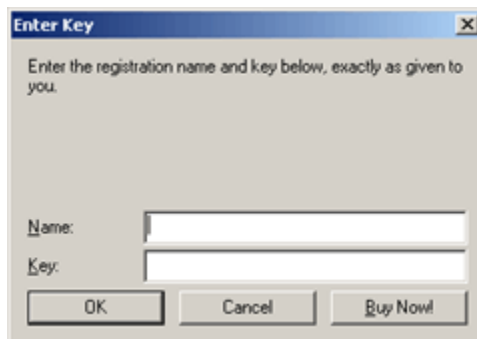 Enter Key
Enter the registration name and key below, exactly as given to
you.
Name:
Key:
OK Cancel Buy Now!